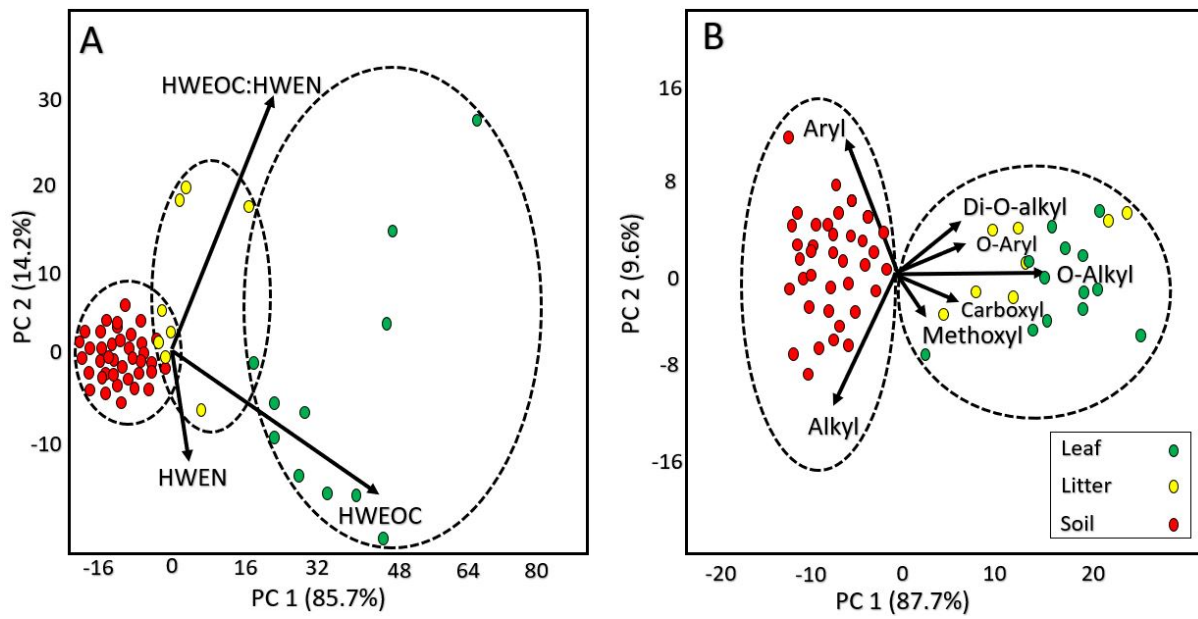 A
HWEOC:HWEN
HWEN
HWEOC
PC 2 (14.2%)
30
20
10
0
-10
-16 0 16 32 48 64 80
PC 1 (85.7%)
B
Aryl
Di-O-alkyl
O-Aryl
O-Alkyl
Carboxyl
Methoxyl
Alkyl
PC 2 (9.6%)
16
8
0
-8
-16
-20 -10 0 10 20
PC 1 (87.7%)
Leaf
Litter
Soil